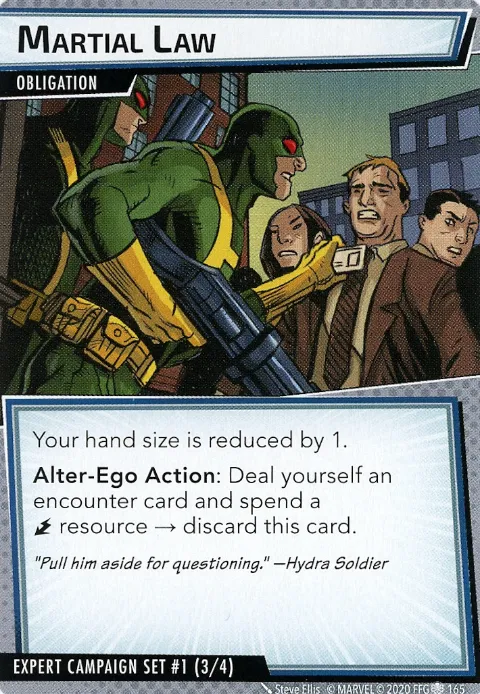 Martial Law
OBLIGATION
Your hand size is reduced by 1.
Alter-Ego Action: Deal yourself an
encounter card and spend a
resource → discard this card.
"Pull him aside for questioning." —Hydra Soldier
EXPERT CAMPAIGN SET #1 (3/4)
Steve Ellis © MARVEL © 2020 FFG 165